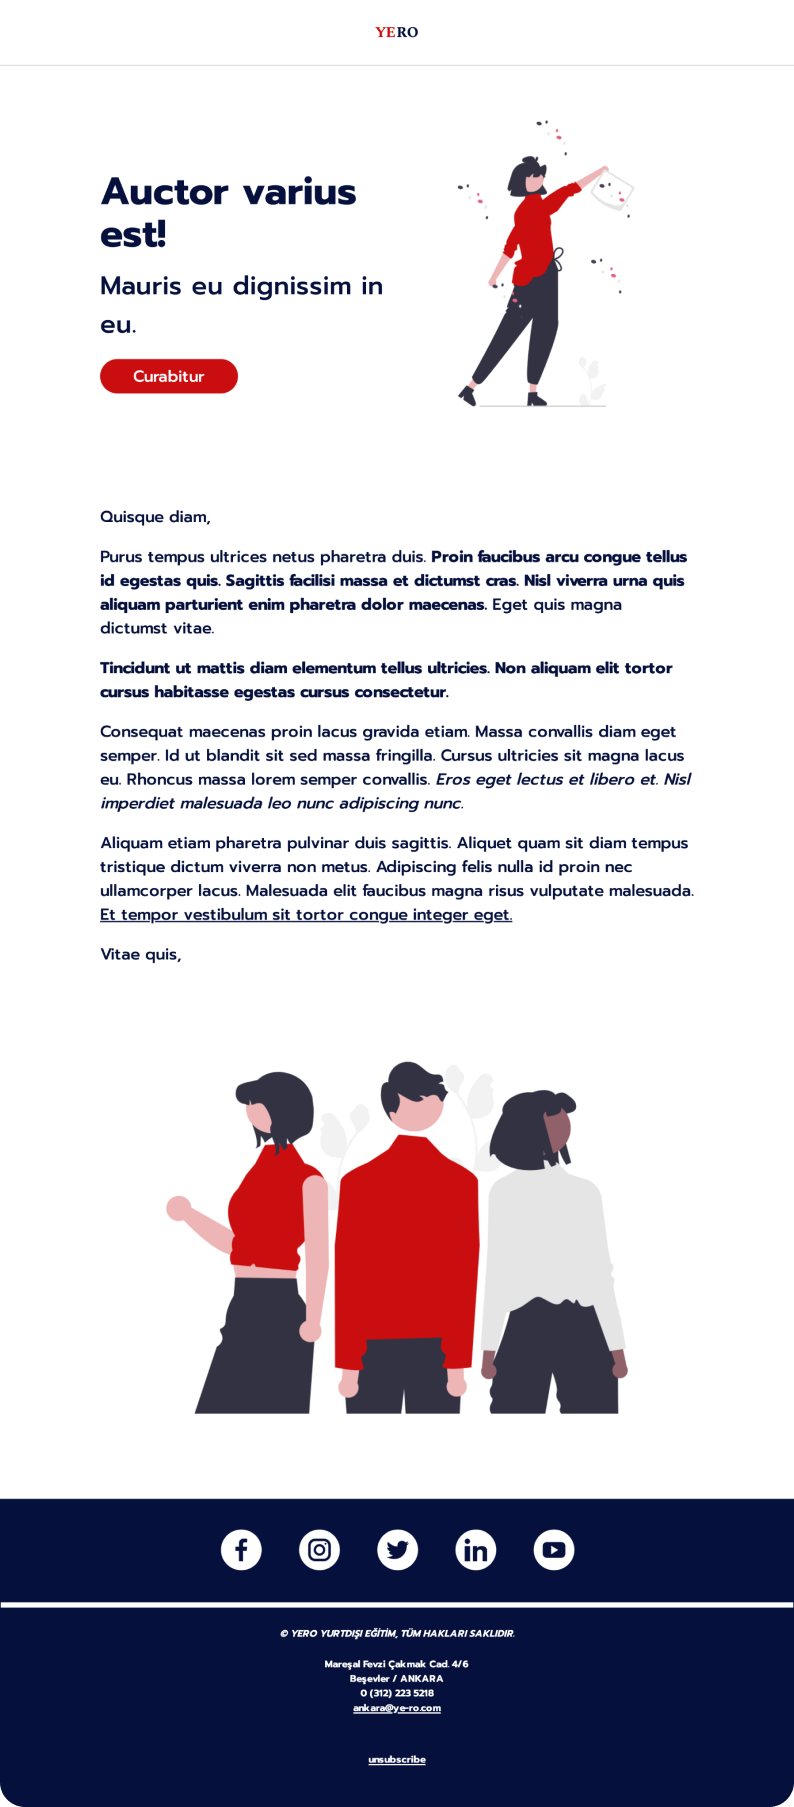 YERO
Auctor varius
est!
Mauris eu dignissim in
eu.
Curabitur
Quisque diam,
Purus tempus ultrices netus pharetra duis. Proin faucibus arcu congue tellus
id egestas quis. Sagittis facilisi massa et dictumst cras. Nisl viverra urna quis
aliquam parturient enim pharetra dolor maecenas. Eget quis magna
dictumst vitae.
Tincidunt ut mattis diam elementum tellus ultricies. Non aliquam elit tortor
cursus habitasse egestas cursus consectetur.
Consequat maecenas proin lacus gravida etiam. Massa convallis diam eget
semper. Id ut blandit sit sed massa fringilla. Cursus ultricies sit magna lacus
eu. Rhoncus massa lorem semper convallis. Eros eget lectus et libero et. Nisl
imperdiet malesuada leo nunc adipiscing nunc.
Aliquam etiam pharetra pulvinar duis sagittis. Aliquet quam sit diam tempus
tristique dictum viverra non metus. Adipiscing felis nulla id proin nec
ullamcorper lacus. Malesuada elit faucibus magna risus vulputate malesuada.
Et tempor vestibulum sit tortor congue integer eget.
Vitae quis,
© YERO YURTDIŞI EĞİTİM, TÜM HAKLARI SAKLIDIR.
Mareşal Fevzi Çakmak Cad. 4/6
Beşevler / ANKARA
0 (312) 223 5218
ankara@ye-ro.com
unsubscribe